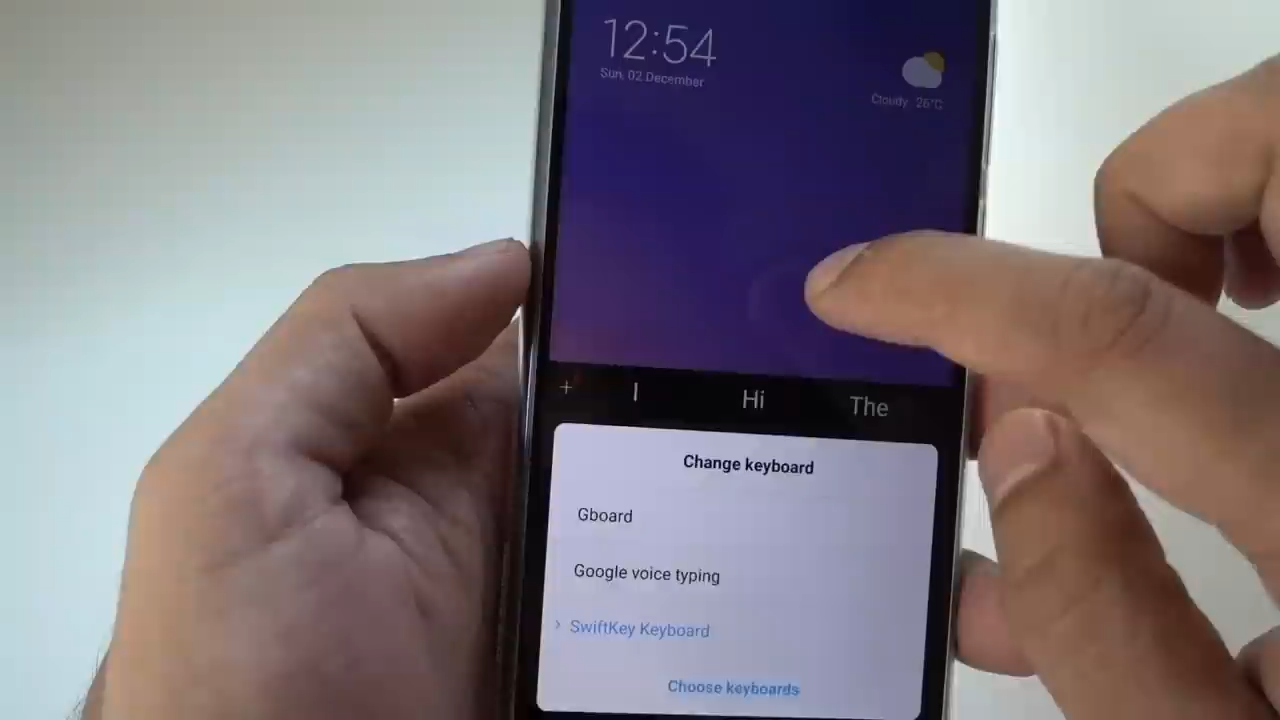 12:54
Sun, 02 December
Cloudy 26°C
+ I Hi The
Change keyboard
Gboard
Google voice typing
› SwiftKey Keyboard
Choose keyboards